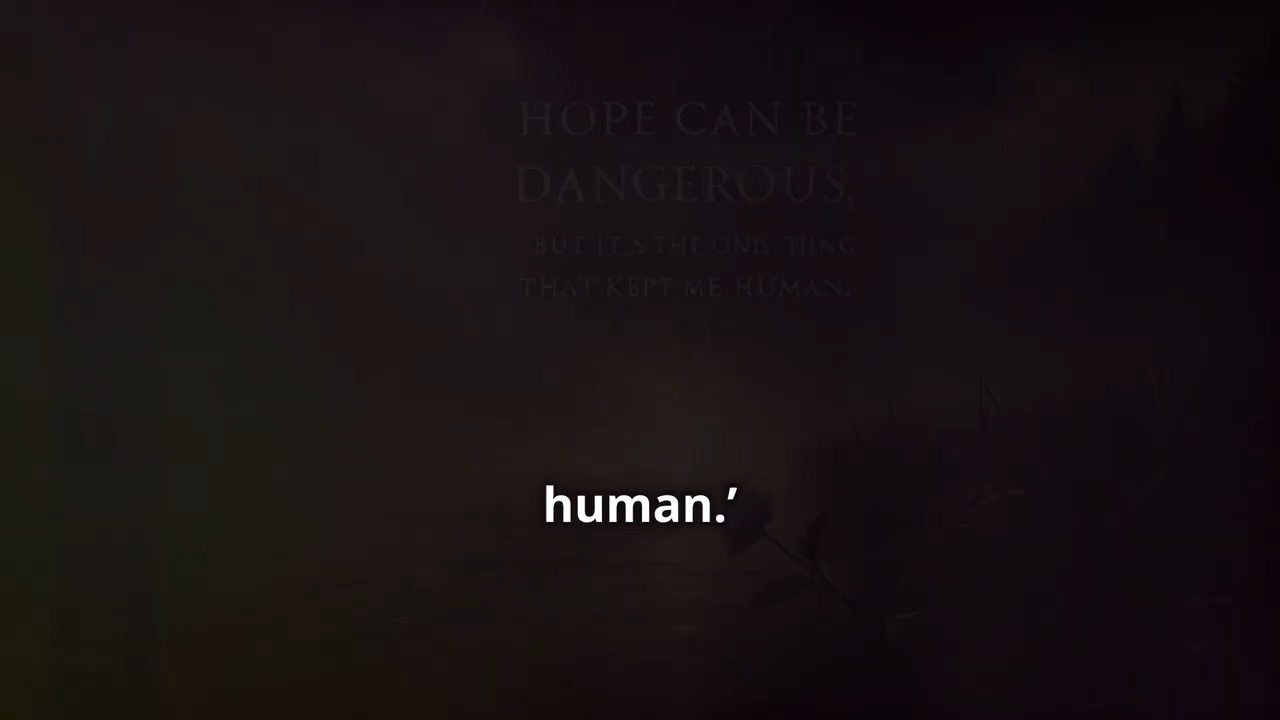 HOPE CAN BE
DANGEROUS,
BUT IT'S THE ONLY THING
THAT KEPT ME HUMAN.
human.’